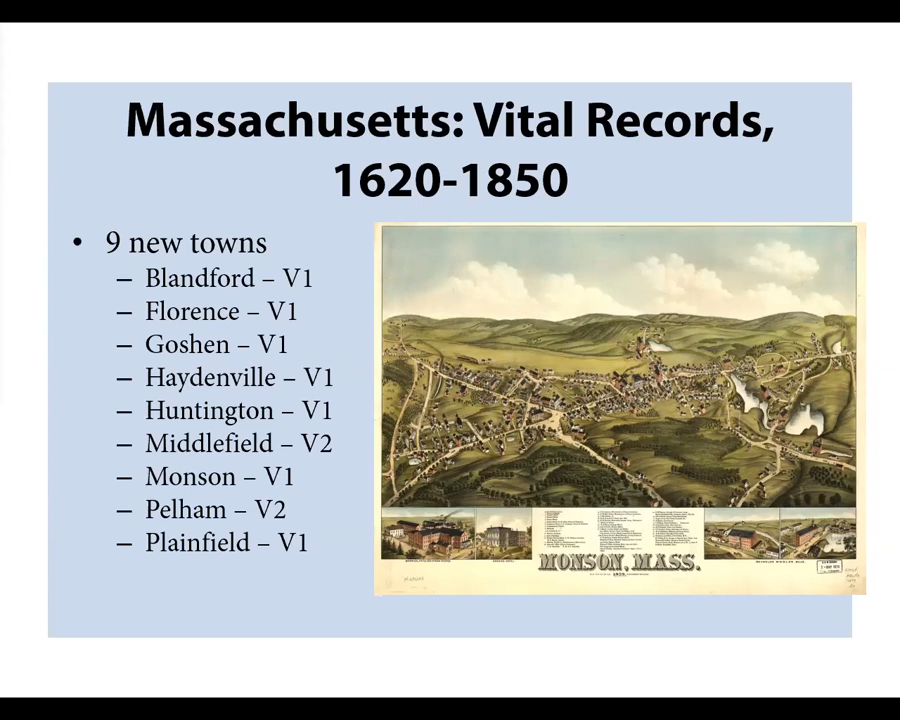 Massachusetts: Vital Records,
1620-1850
• 9 new towns
– Blandford – V1
– Florence – V1
– Goshen – V1
– Haydenville – V1
– Huntington – V1
– Middlefield – V2
– Monson – V1
– Pelham – V2
– Plainfield – V1
MONSON, MASS.